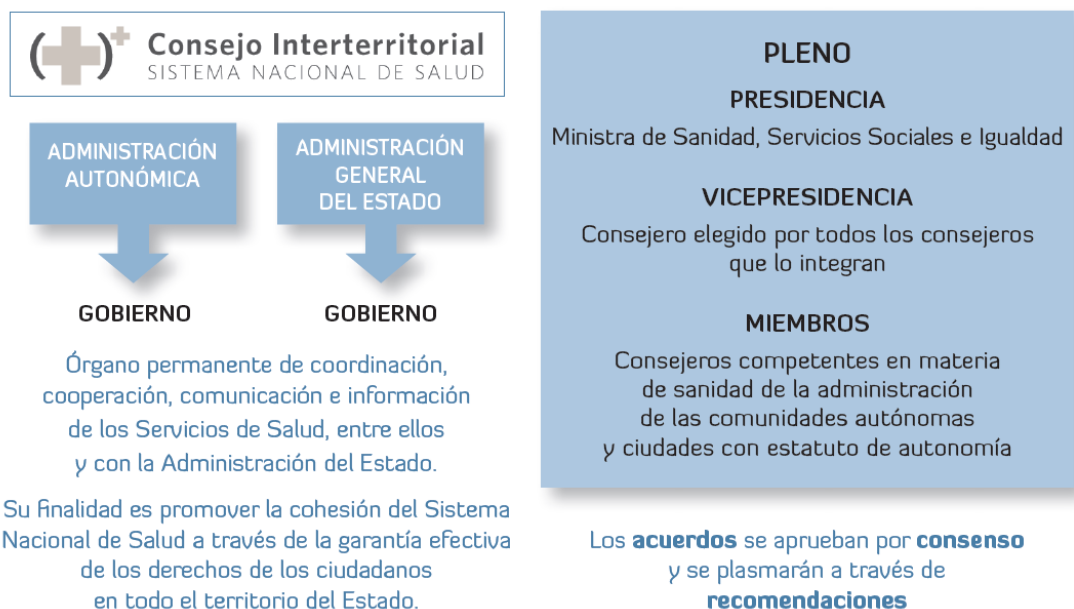 Consejo Interterritorial
SISTEMA NACIONAL DE SALUD
ADMINISTRACIÓN
AUTONÓMICA
GOBIERNO
ADMINISTRACIÓN
GENERAL
DEL ESTADO
GOBIERNO
Órgano permanente de coordinación,
cooperación, comunicación e información
de los Servicios de Salud, entre ellos
y con la Administración del Estado.
Su finalidad es promover la cohesión del Sistema
Nacional de Salud a través de la garantía efectiva
de los derechos de los ciudadanos
en todo el territorio del Estado.
PLENO
PRESIDENCIA
Ministra de Sanidad, Servicios Sociales e Igualdad
VICEPRESIDENCIA
Consejero elegido por todos los consejeros
que lo integran
MIEMBROS
Consejeros competentes en materia
de sanidad de la administración
de las comunidades autónomas
y ciudades con estatuto de autonomía
Los acuerdos se aprueban por consenso
y se plasmarán a través de
recomendaciones